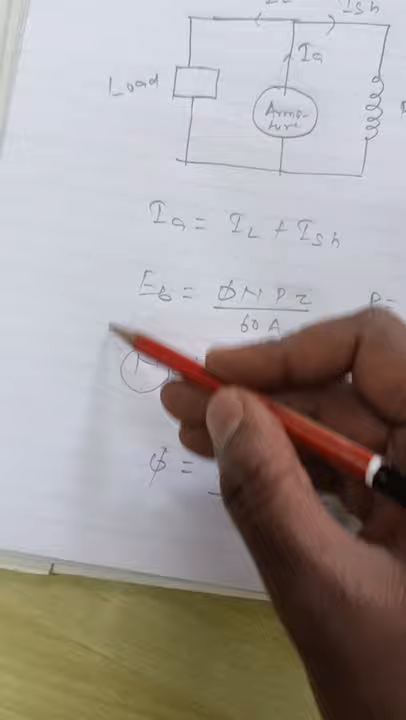 Ish
Ia
Load
Arma-
ture
Ia = IL + Ish
Eb = ϕNPZ
60 A
ϕ =